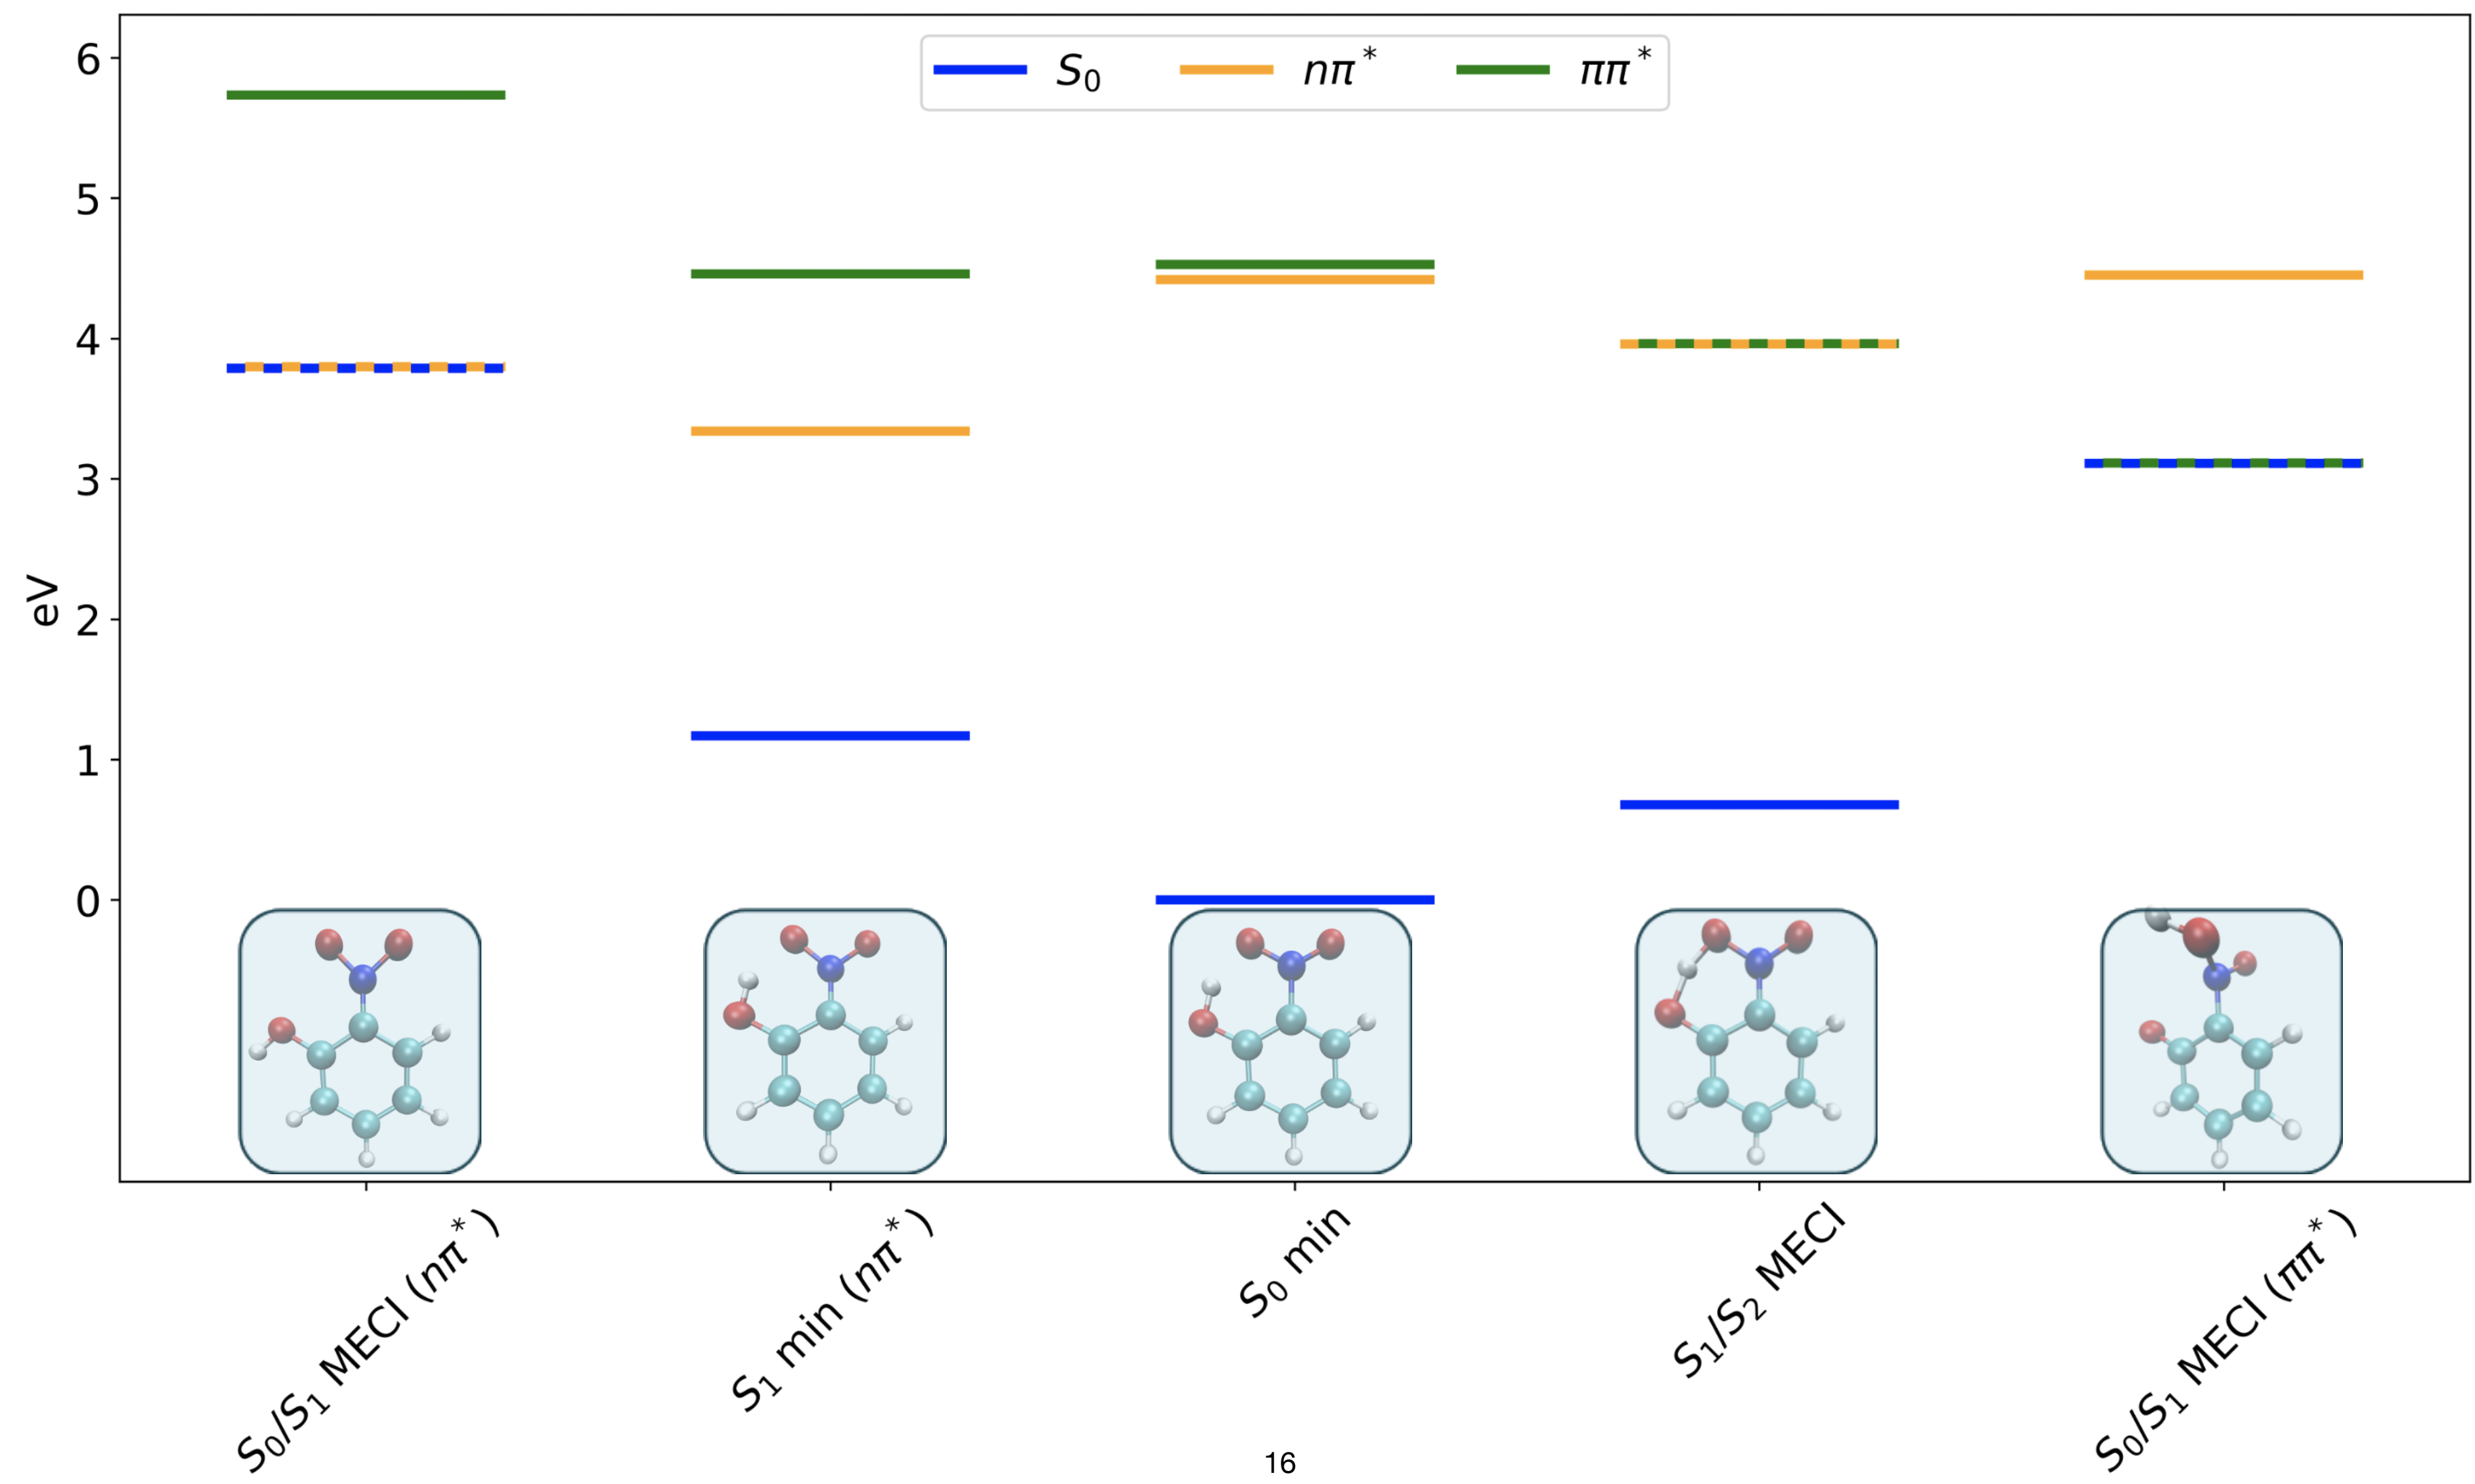 S₀ nπ* ππ*
6
5
4
3
2
1
0
eV
S₀/S₁ MECI (nπ*)
S₁ min (nπ*)
S₀ min
S₁/S₂ MECI
S₀/S₁ MECI (ππ*)
16